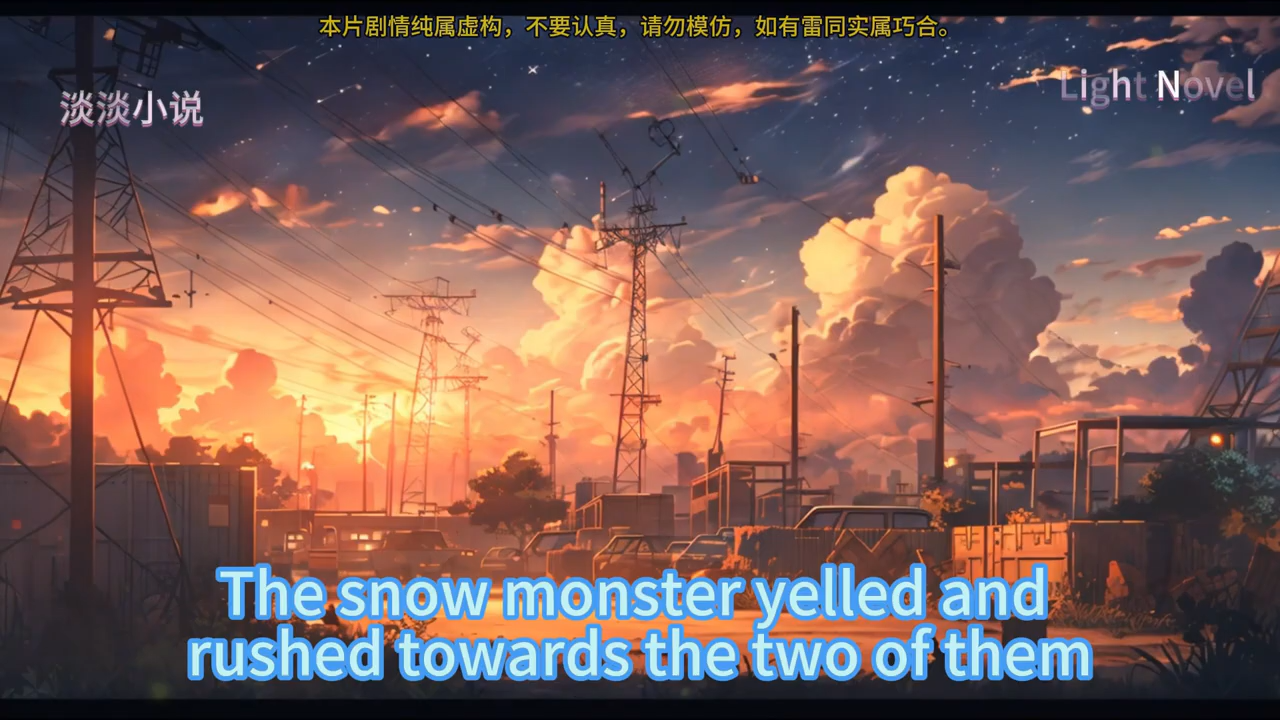 本片剧情纯属虚构，不要认真，请勿模仿，如有雷同实属巧合。
淡淡小说
Light Novel
The snow monster yelled and
rushed towards the two of them